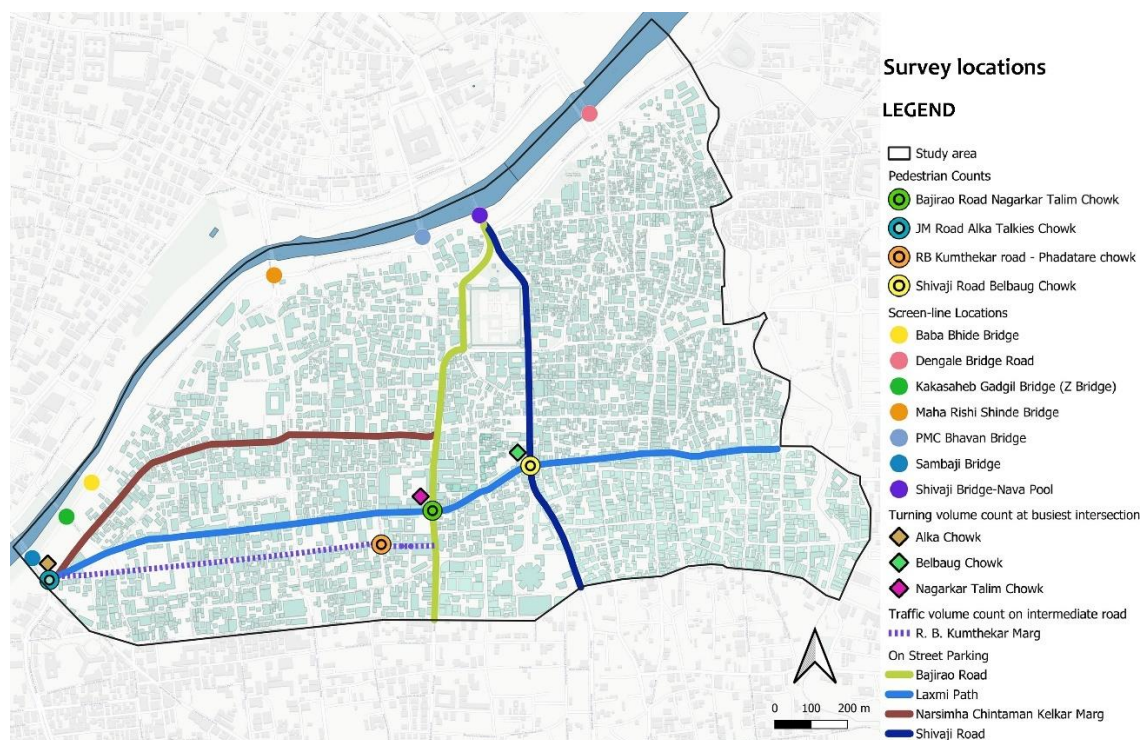 Survey locations
LEGEND
Study area
Pedestrian Counts
Bajirao Road Nagarkar Talim Chowk
JM Road Alka Talkies Chowk
RB Kumthekar road - Phadatare chowk
Shivaji Road Belbaug Chowk
Screen-line Locations
Baba Bhide Bridge
Dengale Bridge Road
Kakasaheb Gadgil Bridge (Z Bridge)
Maha Rishi Shinde Bridge
PMC Bhavan Bridge
Sambaji Bridge
Shivaji Bridge-Nava Pool
Turning volume count at busiest intersection
Alka Chowk
Belbaug Chowk
Nagarkar Talim Chowk
Traffic volume count on intermediate road
R. B. Kumthekar Marg
On Street Parking
Bajirao Road
Laxmi Path
Narsimha Chintaman Kelkar Marg
Shivaji Road
0 100 200 m